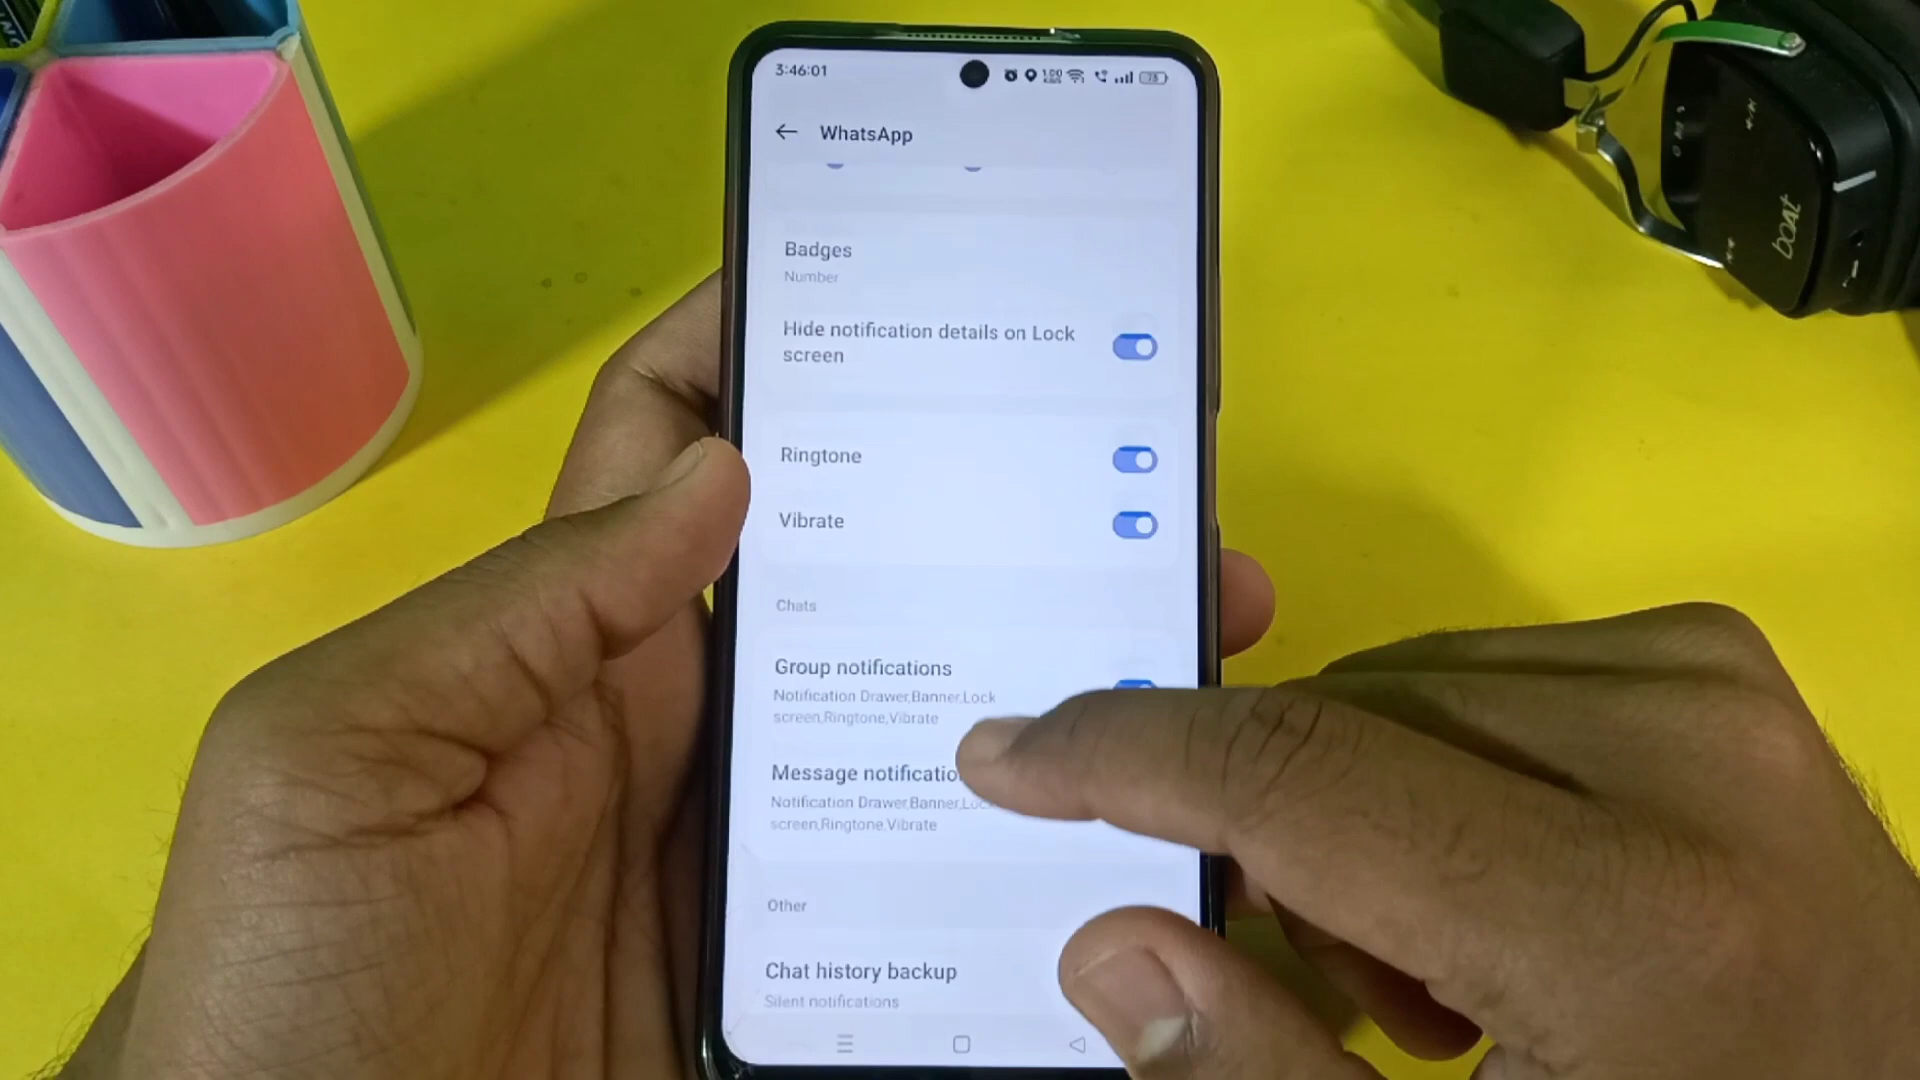 3:46:01
WhatsApp
Badges
Number
Hide notification details on Lock
screen
Ringtone
Vibrate
Chats
Group notifications
Notification Drawer,Banner,Lock
screen,Ringtone,Vibrate
Message notificatio
Notification Drawer,Banner,Loc
screen,Ringtone,Vibrate
Other
Chat history backup
Silent notifications
boAt